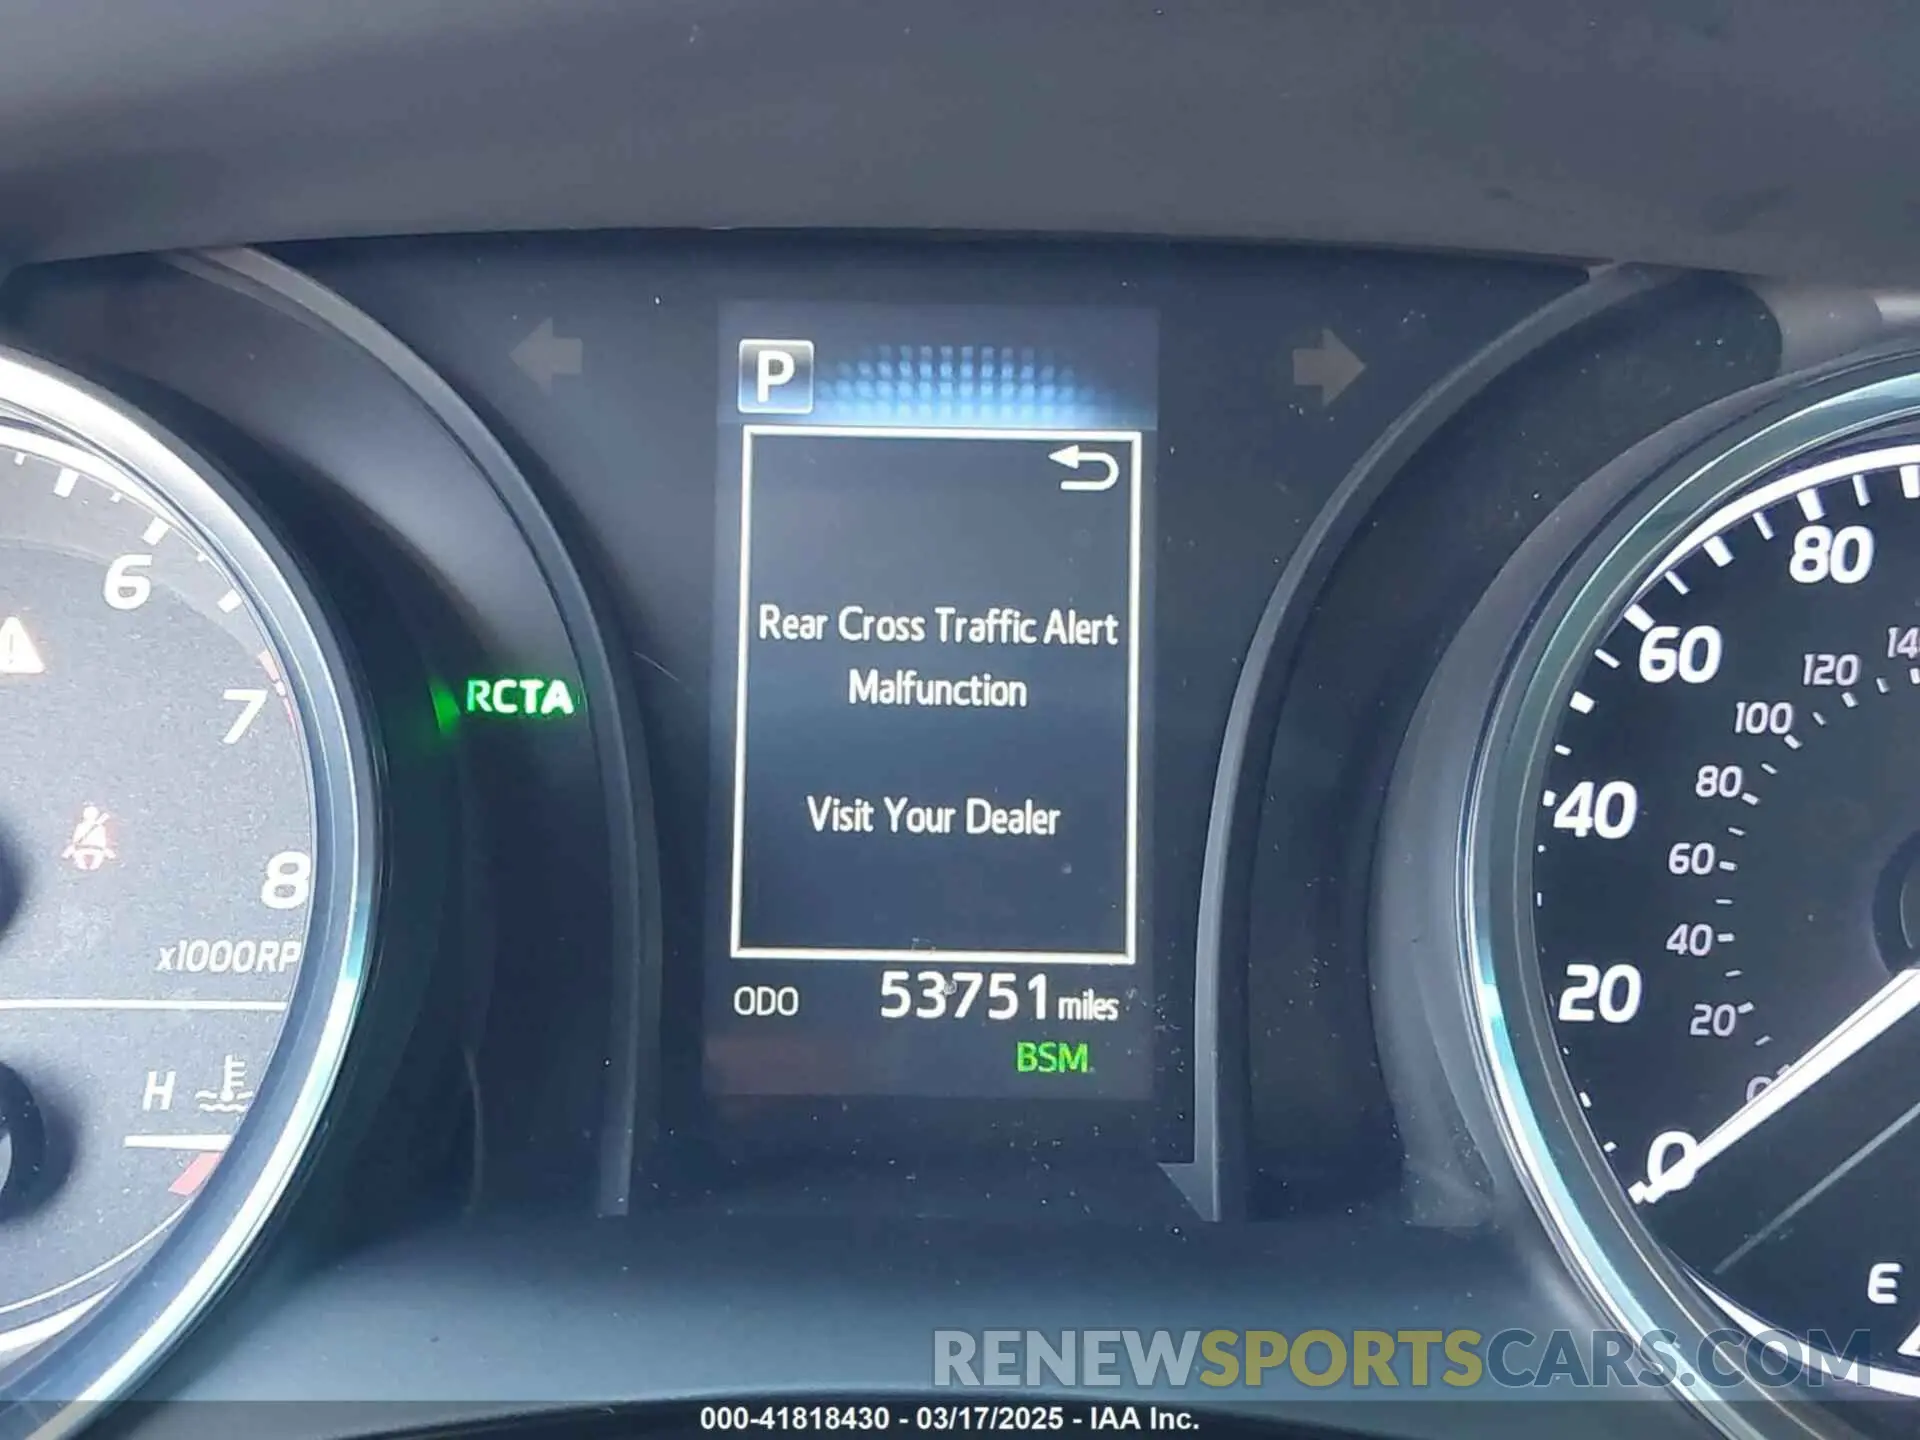 P
6
80
Rear Cross Traffic Alert
60
120
Malfunction
RCTA
7
100
80
40
Visit Your Dealer
60
8
x1000RP
40
20
ODO 53751 miles
20
BSM
H
0
E
RENEWSPORTSCARS.COM
000-41818430 - 03/17/2025 - IAA Inc.